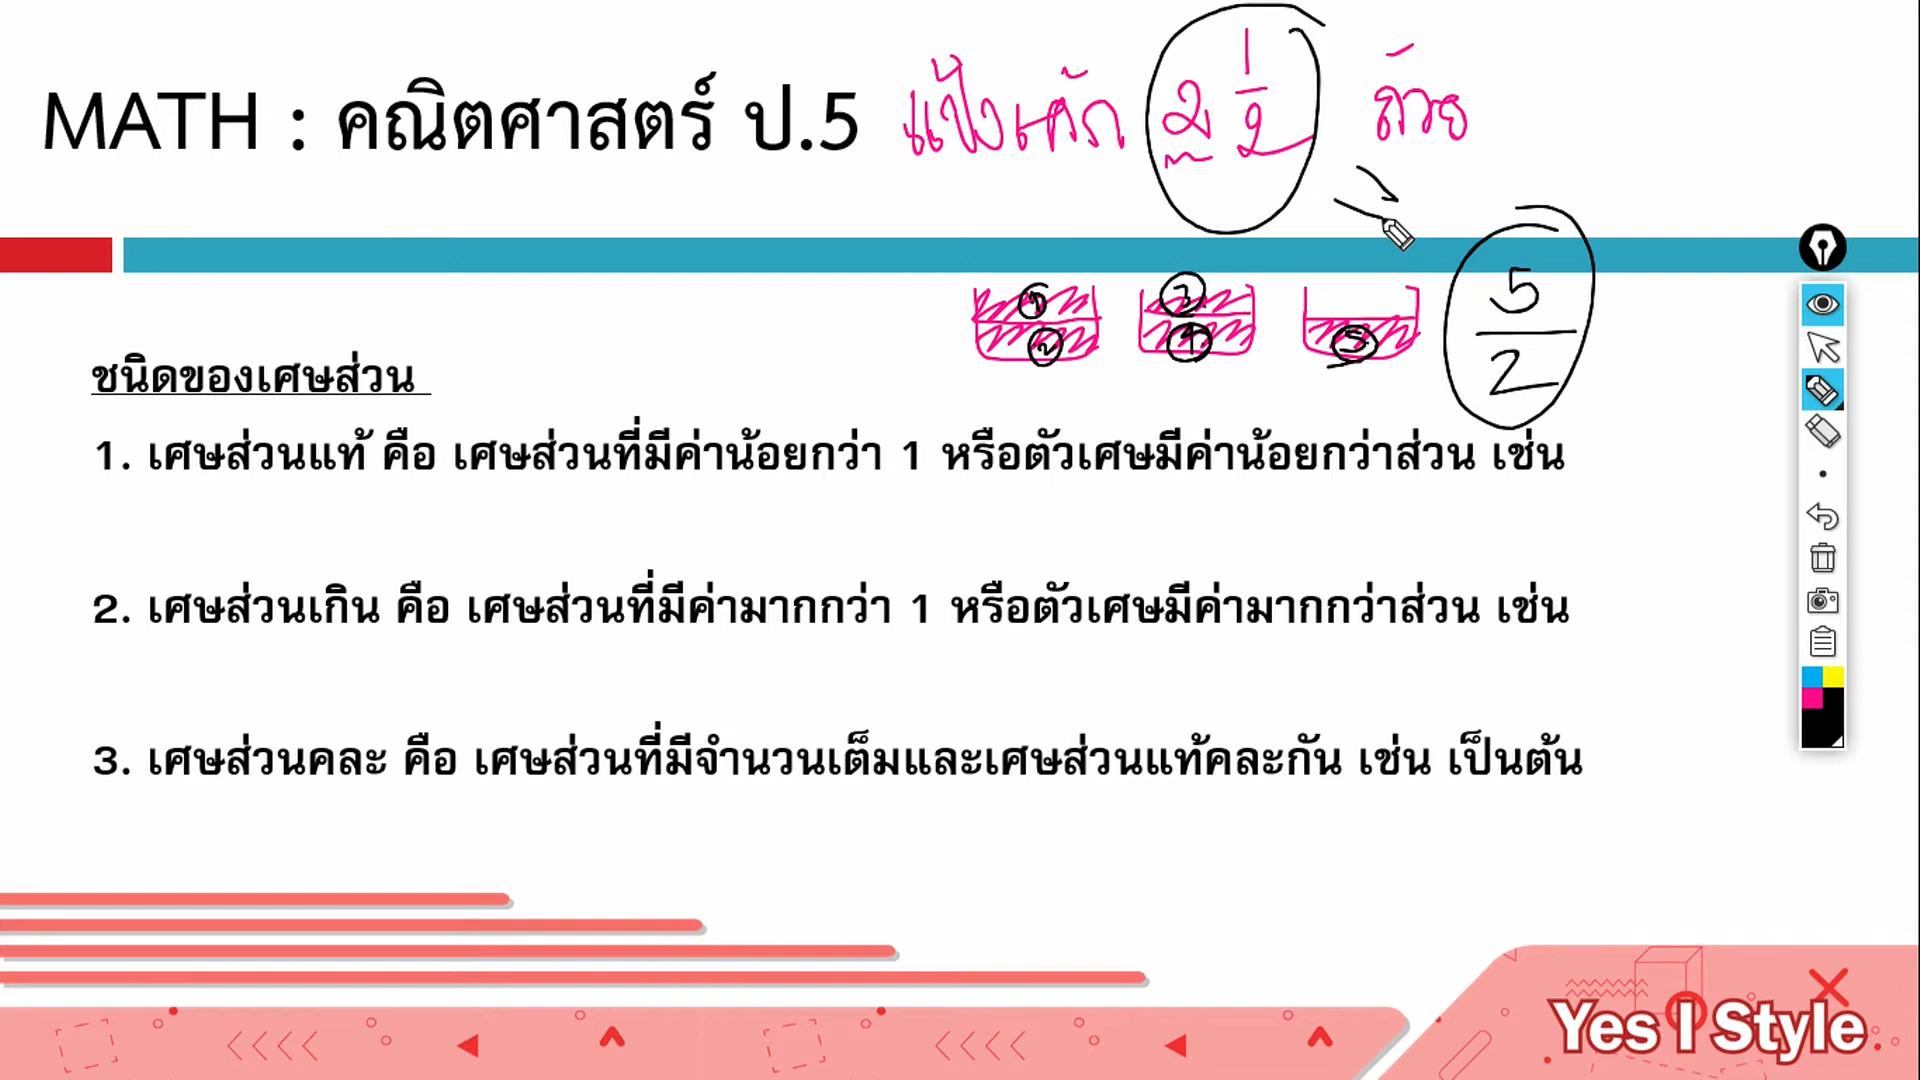 MATH : คณิตศาสตร์ ป.5
แป้งเค้ก 2 1/2 ถ้วย
1 3
2 4 5
5/2
ชนิดของเศษส่วน
1. เศษส่วนแท้ คือ เศษส่วนที่มีค่าน้อยกว่า 1 หรือตัวเศษมีค่าน้อยกว่าส่วน เช่น
2. เศษส่วนเกิน คือ เศษส่วนที่มีค่ามากกว่า 1 หรือตัวเศษมีค่ามากกว่าส่วน เช่น
3. เศษส่วนคละ คือ เศษส่วนที่มีจำนวนเต็มและเศษส่วนแท้คละกัน เช่น เป็นต้น
Yes I Style